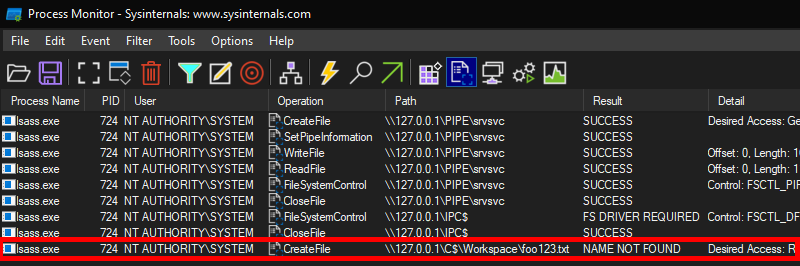 Process Monitor - Sysinternals: www.sysinternals.com
File Edit Event Filter Tools Options Help
Process Name PID User Operation Path Result Detail
lsass.exe 724 NT AUTHORITY\SYSTEM CreateFile \\127.0.0.1\PIPE\srvsvc SUCCESS Desired Access: Ge
lsass.exe 724 NT AUTHORITY\SYSTEM SetPipeInformation \\127.0.0.1\PIPE\srvsvc SUCCESS
lsass.exe 724 NT AUTHORITY\SYSTEM WriteFile \\127.0.0.1\PIPE\srvsvc SUCCESS Offset: 0, Length: 1
lsass.exe 724 NT AUTHORITY\SYSTEM ReadFile \\127.0.0.1\PIPE\srvsvc SUCCESS Offset: 0, Length: 1
lsass.exe 724 NT AUTHORITY\SYSTEM FileSystemControl \\127.0.0.1\PIPE\srvsvc SUCCESS Control: FSCTL_PIP
lsass.exe 724 NT AUTHORITY\SYSTEM CloseFile \\127.0.0.1\PIPE\srvsvc SUCCESS
lsass.exe 724 NT AUTHORITY\SYSTEM FileSystemControl \\127.0.0.1\IPC$ FS DRIVER REQUIRED Control: FSCTL_DF
lsass.exe 724 NT AUTHORITY\SYSTEM CloseFile \\127.0.0.1\IPC$ SUCCESS
lsass.exe 724 NT AUTHORITY\SYSTEM CreateFile \\127.0.0.1\C$\Workspace\foo123.txt NAME NOT FOUND Desired Access: R